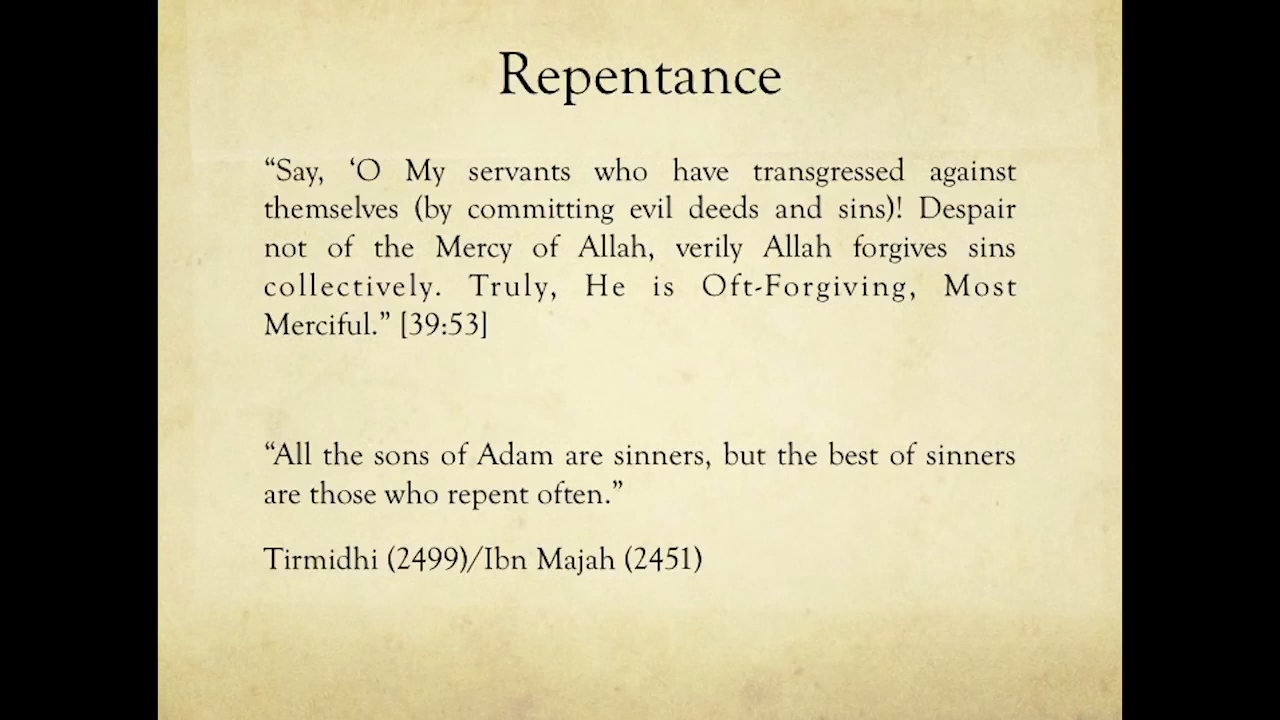 Repentance
“Say, ‘O My servants who have transgressed against
themselves (by committing evil deeds and sins)! Despair
not of the Mercy of Allah, verily Allah forgives sins
collectively. Truly, He is Oft-Forgiving, Most
Merciful.” [39:53]
“All the sons of Adam are sinners, but the best of sinners
are those who repent often.”
Tirmidhi (2499)/Ibn Majah (2451)